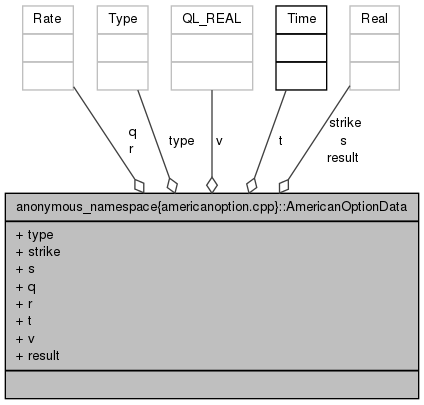 Rate
Type
QL_REAL
Time
Real
q
r
type
v
t
strike
s
result
anonymous_namespace{americanoption.cpp}::AmericanOptionData
+ type
+ strike
+ s
+ q
+ r
+ t
+ v
+ result